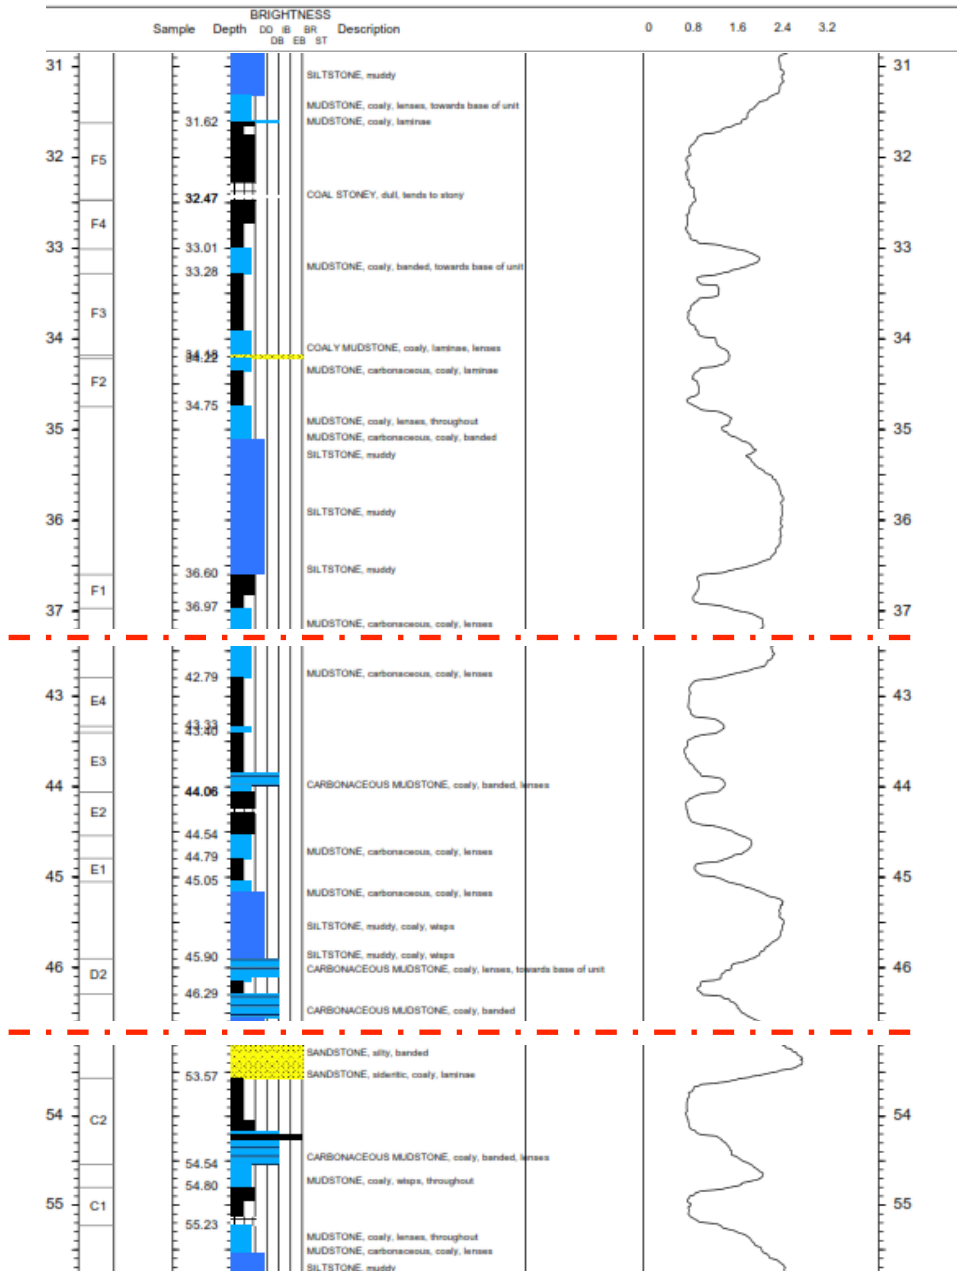 BRIGHTNESS
Sample Depth DD IB BR Description 0 0.8 1.6 2.4 3.2
DB EB ST
31 SILTSTONE, muddy 31
MUDSTONE, coaly, lenses, towards base of unit
31.62 MUDSTONE, coaly, laminae
32 F5 32
32.47 COAL STONEY, dull, tends to stony
F4
33 33.01 33
33.28 MUDSTONE, coaly, banded, towards base of unit
F3
34 COALY MUDSTONE, coaly, laminae, lenses 34
34.22
F2 MUDSTONE, carbonaceous, coaly, laminae
34.75
35 MUDSTONE, coaly, lenses, throughout 35
MUDSTONE, carbonaceous, coaly, banded
SILTSTONE, muddy
36 SILTSTONE, muddy 36
36.60 SILTSTONE, muddy
F1
37 36.97 37
MUDSTONE, carbonaceous, coaly, lenses
42.79 MUDSTONE, carbonaceous, coaly, lenses
43 E4 43
43.33
43.40
E3
44 44.06 CARBONACEOUS MUDSTONE, coaly, banded, lenses 44
E2
44.54
44.79 MUDSTONE, carbonaceous, coaly, lenses
45 E1 45
45.05 MUDSTONE, carbonaceous, coaly, lenses
SILTSTONE, muddy, coaly, wisps
45.90 SILTSTONE, muddy, coaly, wisps
46 D2 CARBONACEOUS MUDSTONE, coaly, lenses, towards base of unit 46
46.29
CARBONACEOUS MUDSTONE, coaly, banded
SANDSTONE, silty, banded
53.57 SANDSTONE, sideritic, coaly, laminae
54 C2 54
54.54 CARBONACEOUS MUDSTONE, coaly, banded, lenses
54.80 MUDSTONE, coaly, wisps, throughout
55 C1 55
55.23
MUDSTONE, coaly, lenses, throughout
MUDSTONE, carbonaceous, coaly, lenses
SILTSTONE, muddy